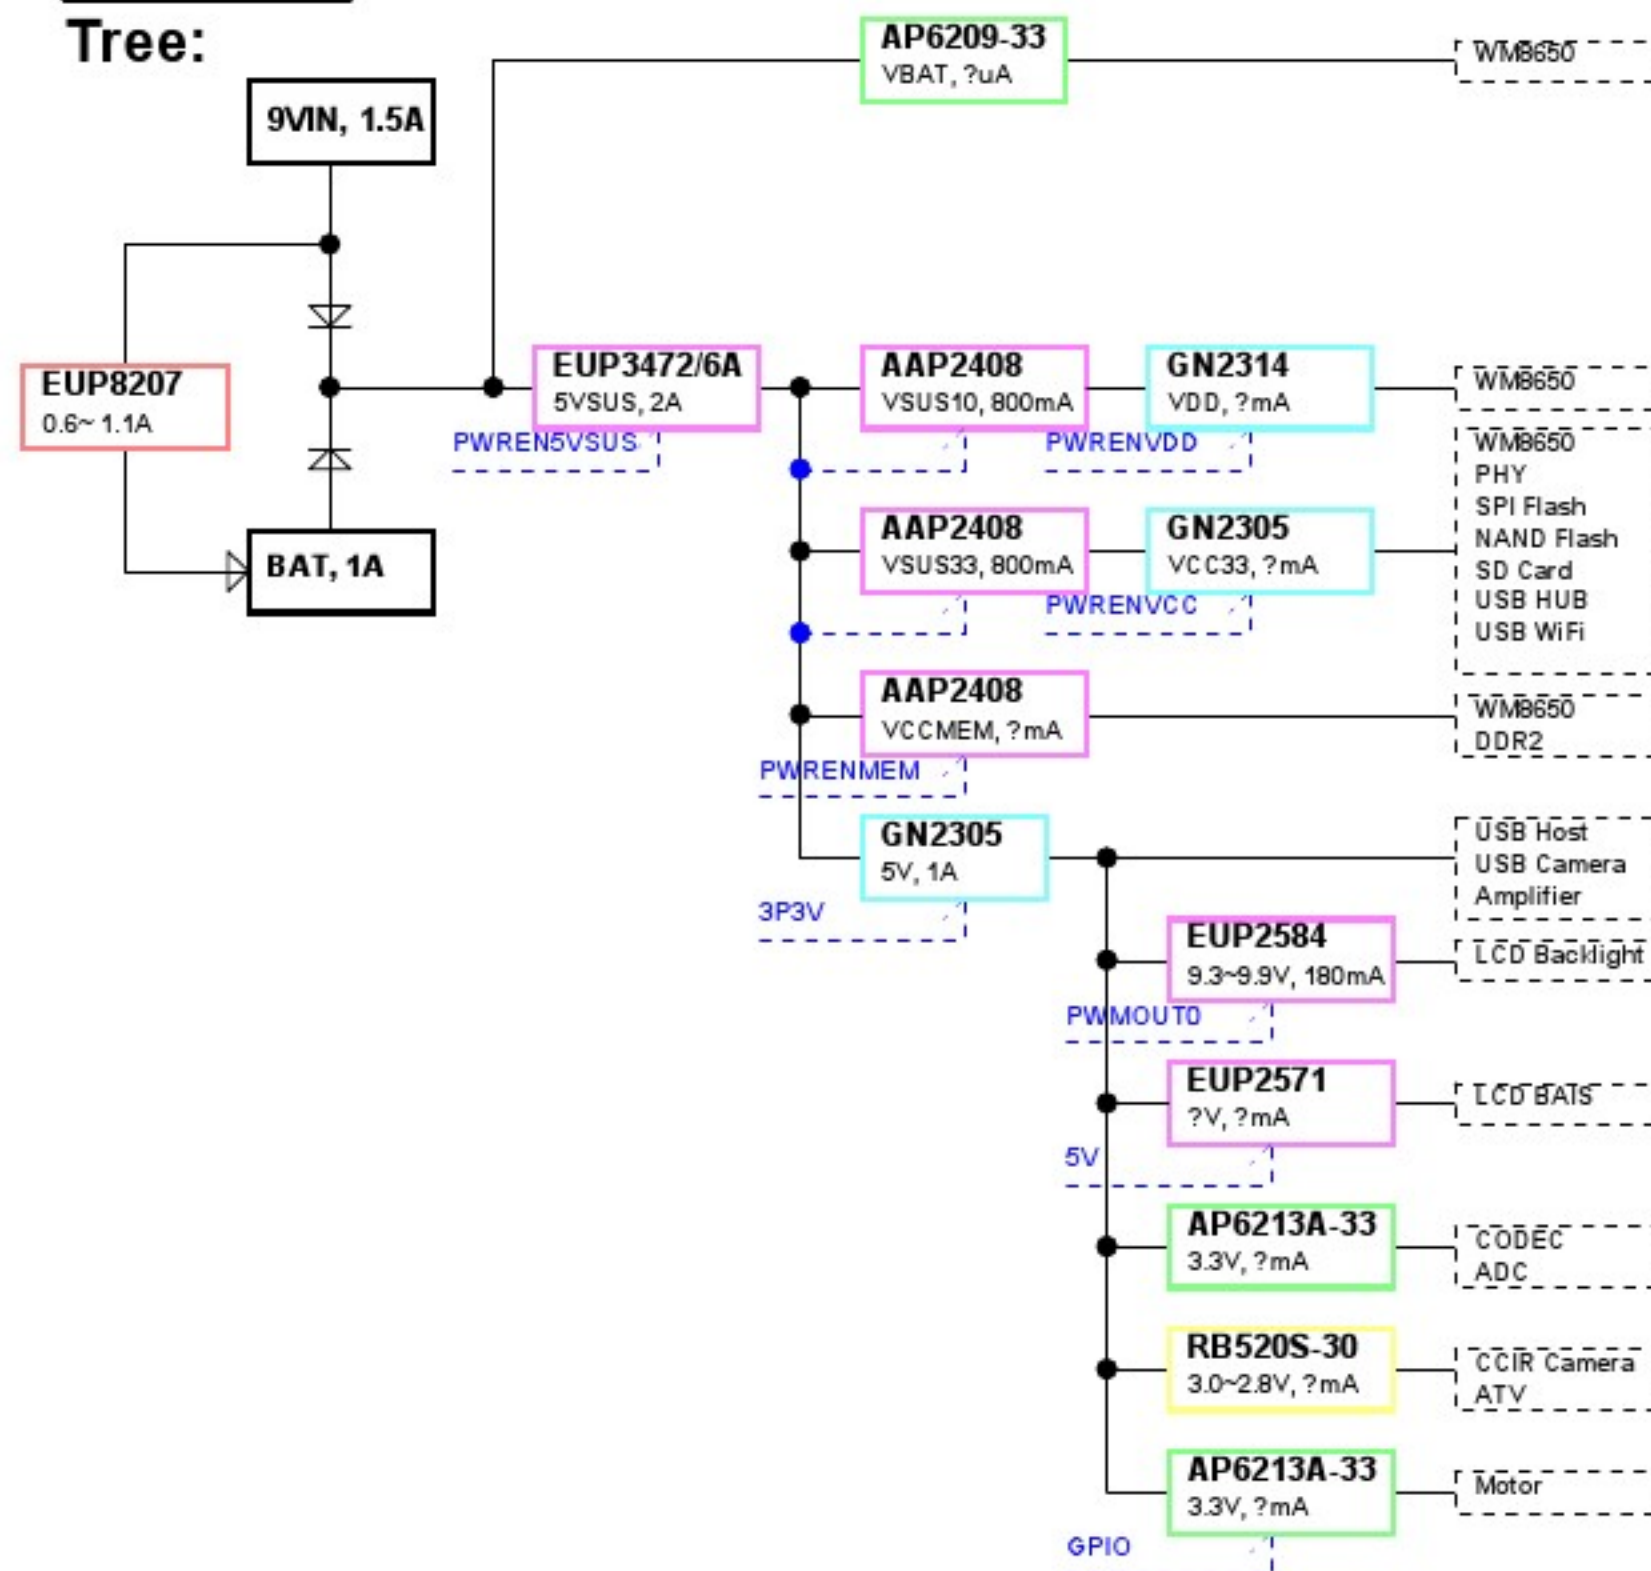 Tree:
9VIN, 1.5A
EUP8207
0.6~ 1.1A
BAT, 1A
AP6209-33
VBAT, ?uA
WM8650
EUP3472/6A
5VSUS, 2A
PWREN5VSUS
AAP2408
VSUS10, 800mA
GN2314
VDD, ?mA
PWRENVDD
WM8650
AAP2408
VSUS33, 800mA
GN2305
VCC33, ?mA
PWRENVCC
WM8650
PHY
SPI Flash
NAND Flash
SD Card
USB HUB
USB WiFi
AAP2408
VCCMEM, ?mA
PWRENMEM
WM8650
DDR2
GN2305
5V, 1A
3P3V
USB Host
USB Camera
Amplifier
EUP2584
9.3~9.9V, 180mA
PWMOUT0
LCD Backlight
EUP2571
?V, ?mA
5V
LCD BATS
AP6213A-33
3.3V, ?mA
CODEC
ADC
RB520S-30
3.0~2.8V, ?mA
CCIR Camera
ATV
AP6213A-33
3.3V, ?mA
GPIO
Motor